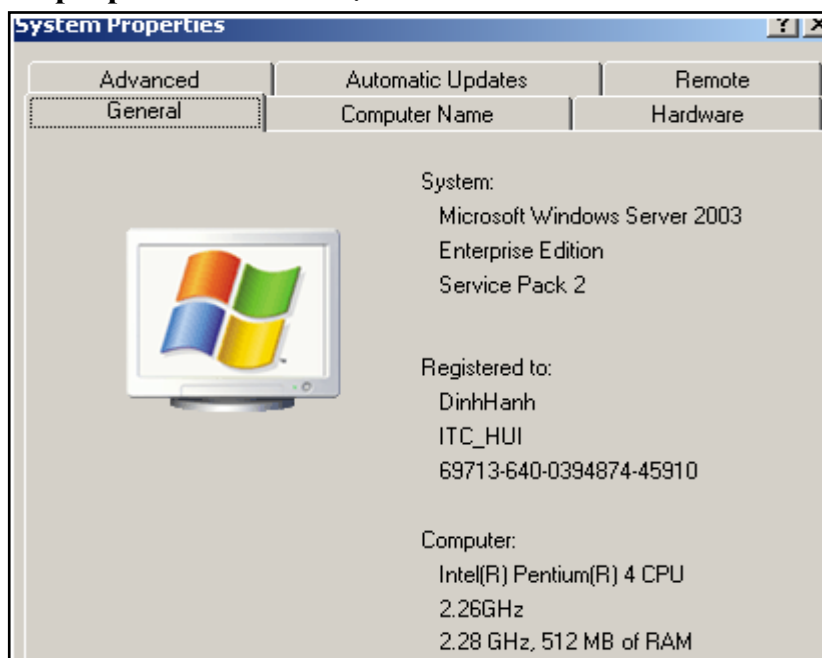 System Properties
? X
Advanced
Automatic Updates
Remote
General
Computer Name
Hardware
System:
Microsoft Windows Server 2003
Enterprise Edition
Service Pack 2
Registered to:
DinhHanh
ITC_HUI
69713-640-0394874-45910
Computer:
Intel(R) Pentium(R) 4 CPU
2.26GHz
2.28 GHz, 512 MB of RAM